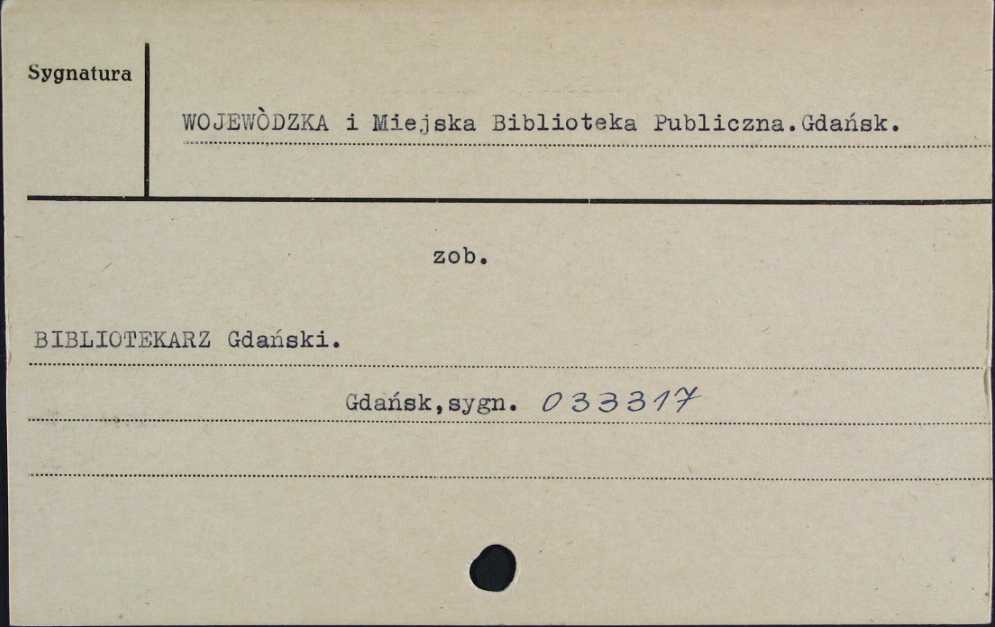 Sygnatura
WOJEWÒDZKA i Miejska Biblioteka Publiczna.Gdańsk.
zob.
BIBLIOTEKARZ Gdański.
Gdańsk,sygn. 033317